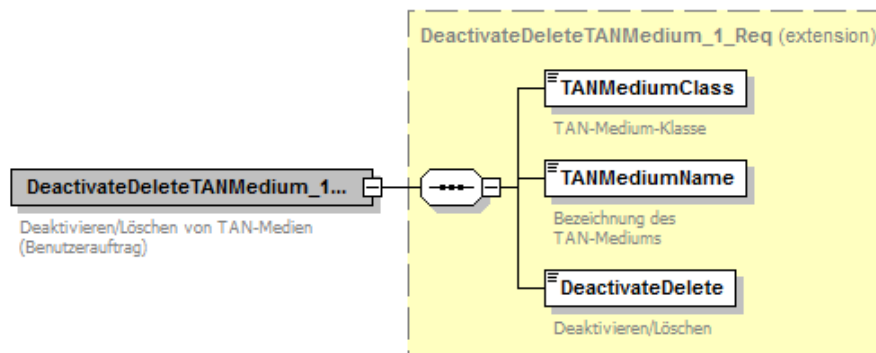 DeactivateDeleteTANMedium_1_Req (extension)
TANMediumClass
TAN-Medium-Klasse
DeactivateDeleteTANMedium_1...
Deaktivieren/Löschen von TAN-Medien
(Benutzerauftrag)
TANMediumName
Bezeichnung des
TAN-Mediums
DeactivateDelete
Deaktivieren/Löschen